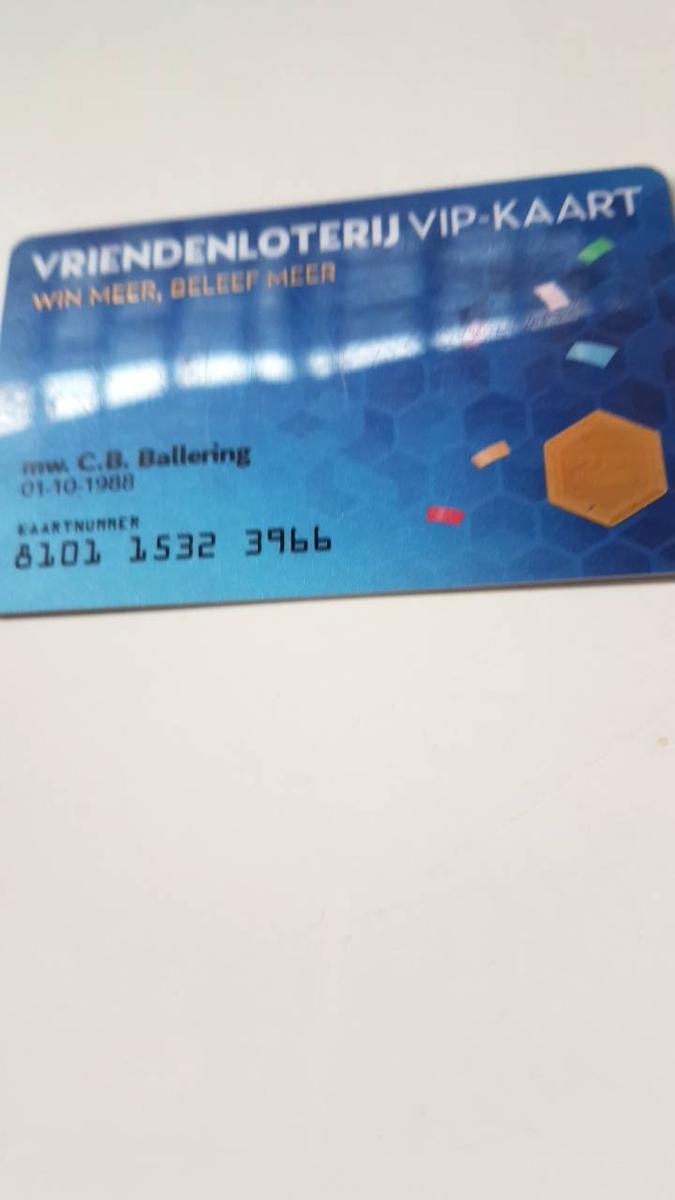 VRIENDENLOTERIJ VIP-KAART
WIN MEER, BELEEF MEER
mw. C.B. Ballering
01-10-1988
KAARTNUMMER
8101 1532 3966